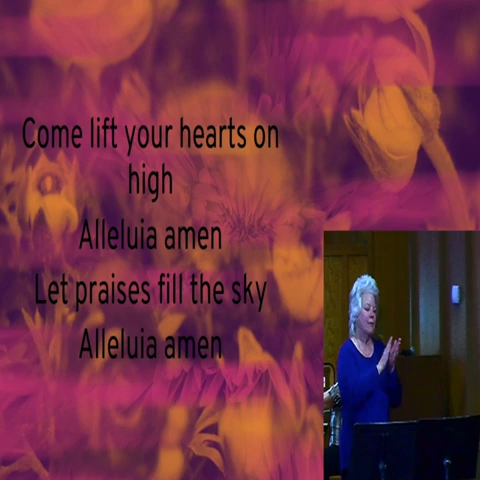 Come lift your hearts on
high
Alleluia amen
Let praises fill the sky
Alleluia amen